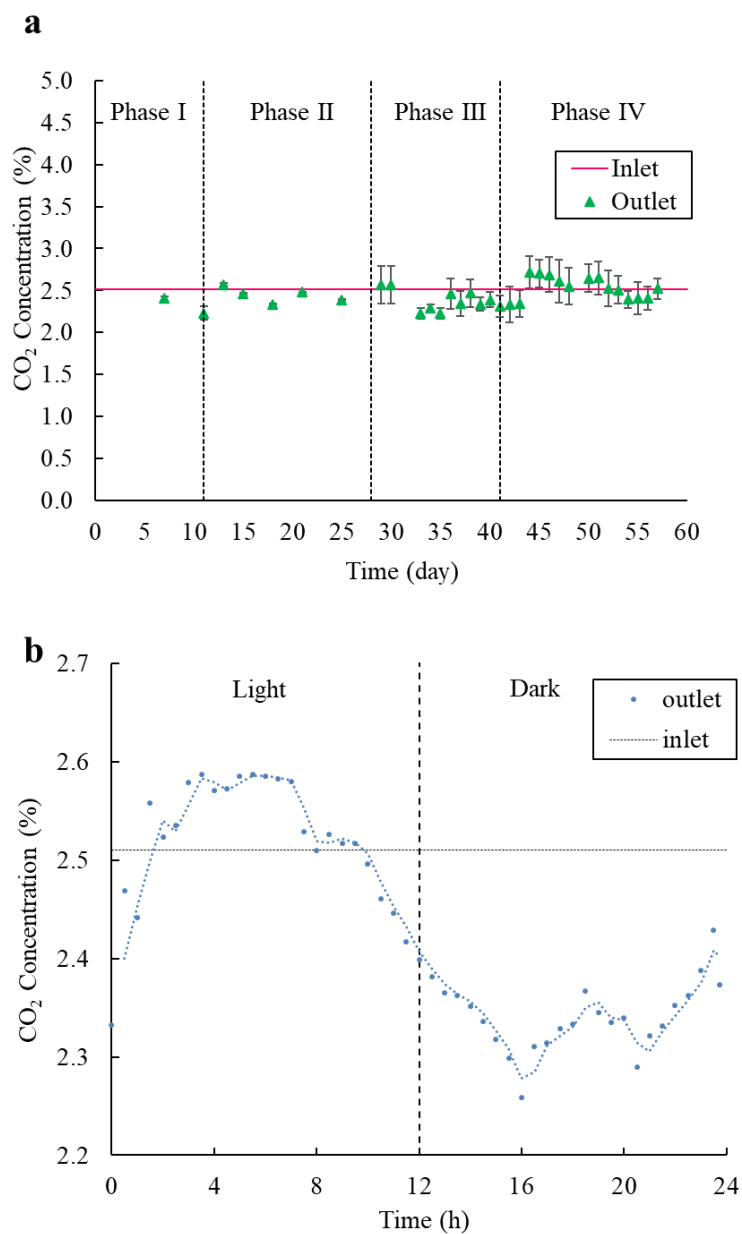 a
5.0
4.5
4.0
3.5
3.0
2.5
2.0
1.5
1.0
0.5
0.0
CO₂ Concentration (%)
Phase I Phase II Phase III Phase IV
Inlet
Outlet
0 5 10 15 20 25 30 35 40 45 50 55 60
Time (day)
b
2.7
2.6
2.5
2.4
2.3
2.2
CO₂ Concentration (%)
Light Dark
outlet
inlet
0 4 8 12 16 20 24
Time (h)